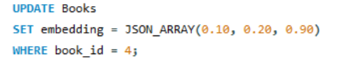 UPDATE Books
SET embedding = JSON_ARRAY(0.10, 0.20, 0.90)
WHERE book_id = 4;